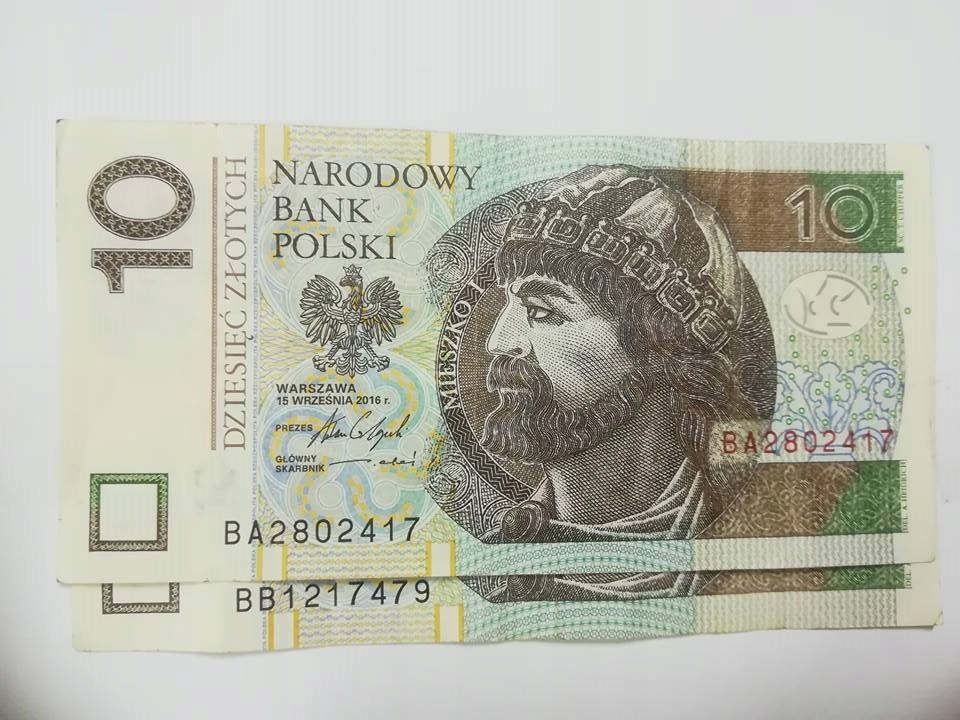 10
DZIESIĘĆ ZŁOTYCH
NARODOWY
BANK
POLSKI
WARSZAWA
15 WRZEŚNIA 2016 r.
PREZES
GŁÓWNY
SKARBNIK
BA2802417
MIESZKO I
10
BA2802417
BB1217479